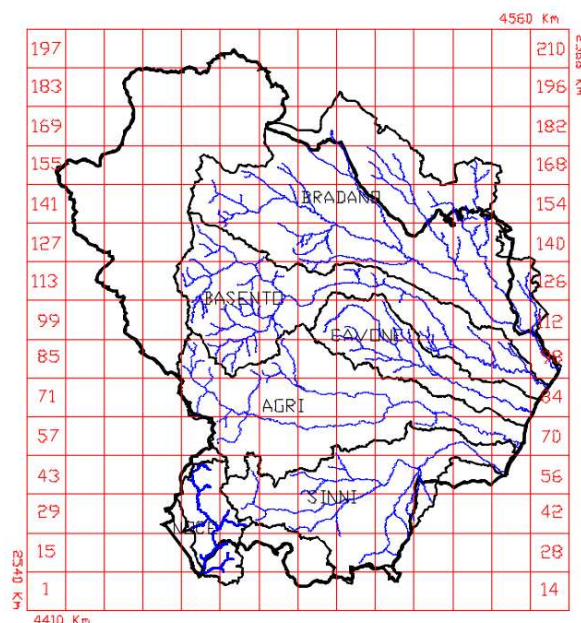 4560 Km
197 210
2588 Km
183 196
169 182
155 168
BRADANO
141 154
127 140
113 126
BASENTO
99
CAVONE
85
71 84
AGRI
57 70
43 56
SINNI
29 42
NOCE
15 28
2540 Km
1 14
4410 Km